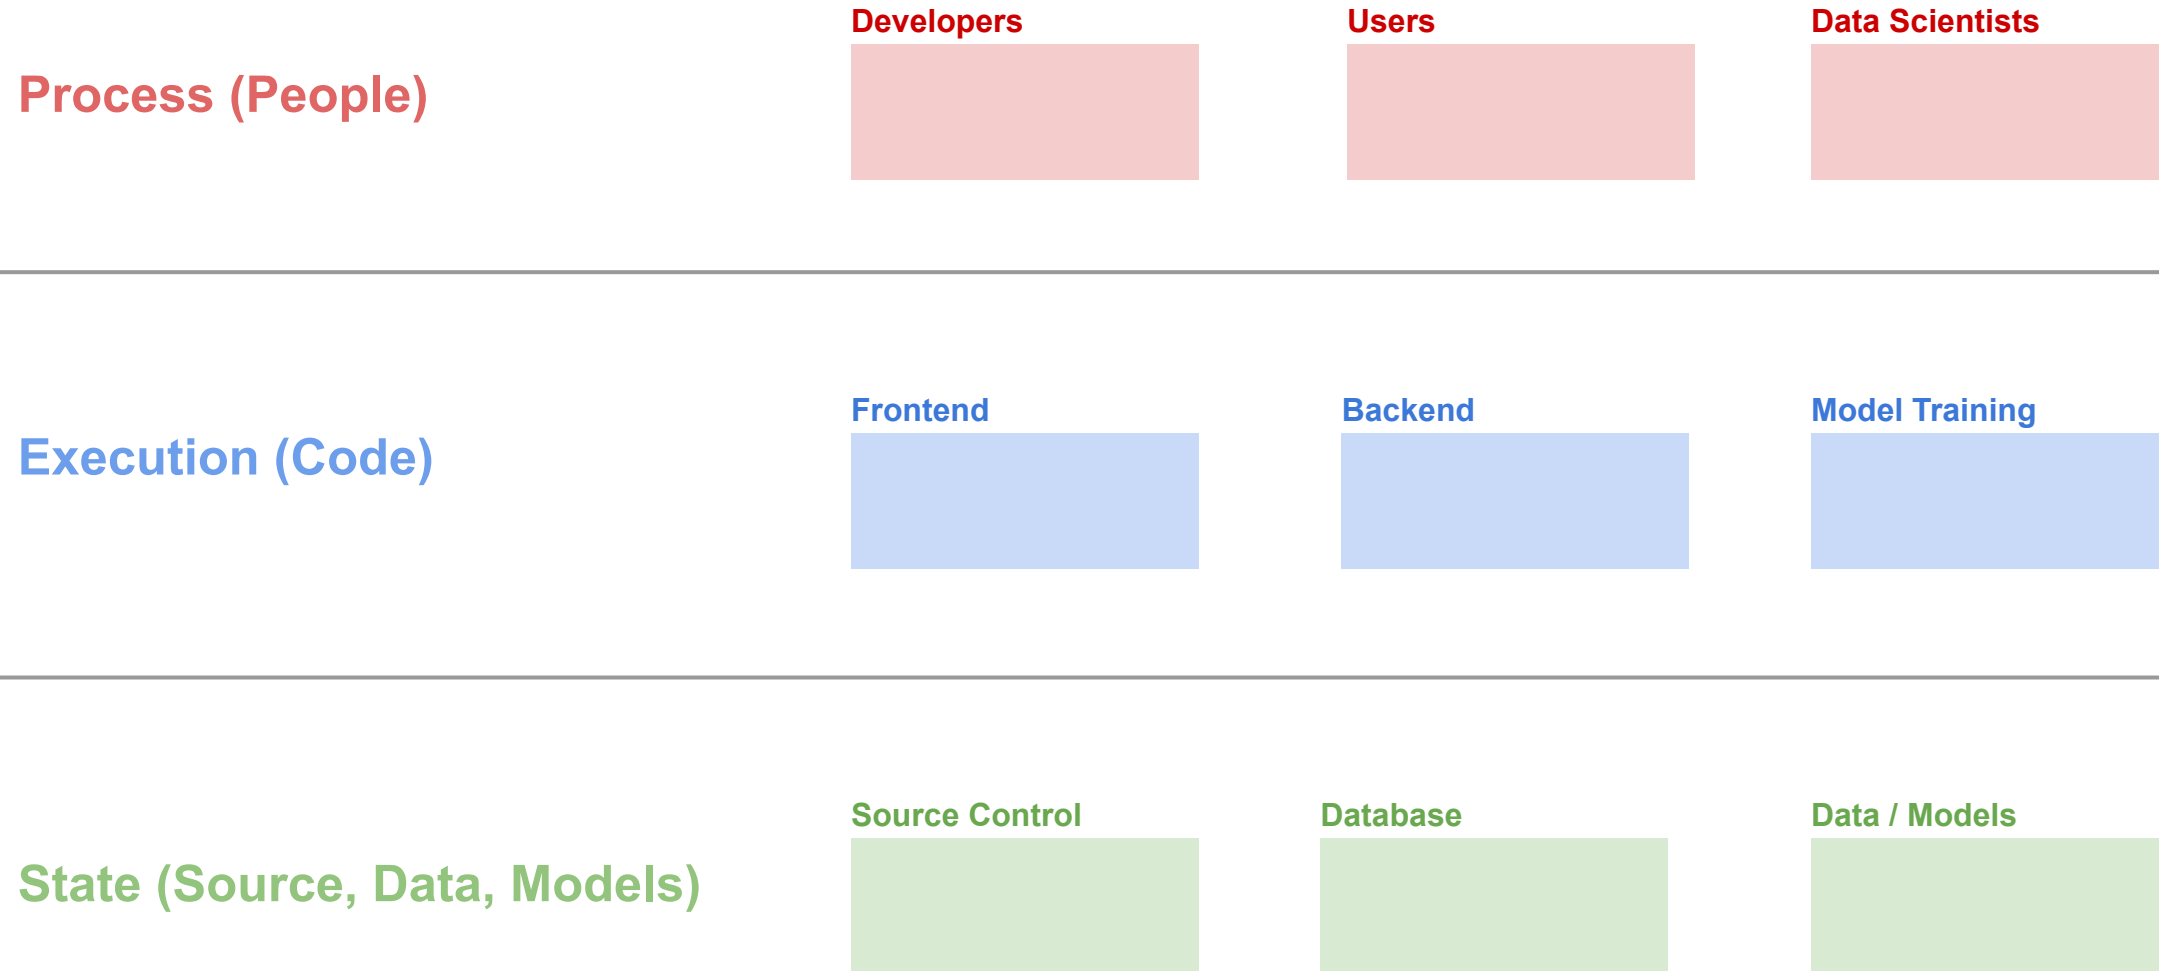 Developers
Users
Data Scientists
Process (People)
Frontend
Backend
Model Training
Execution (Code)
Source Control
Database
Data / Models
State (Source, Data, Models)